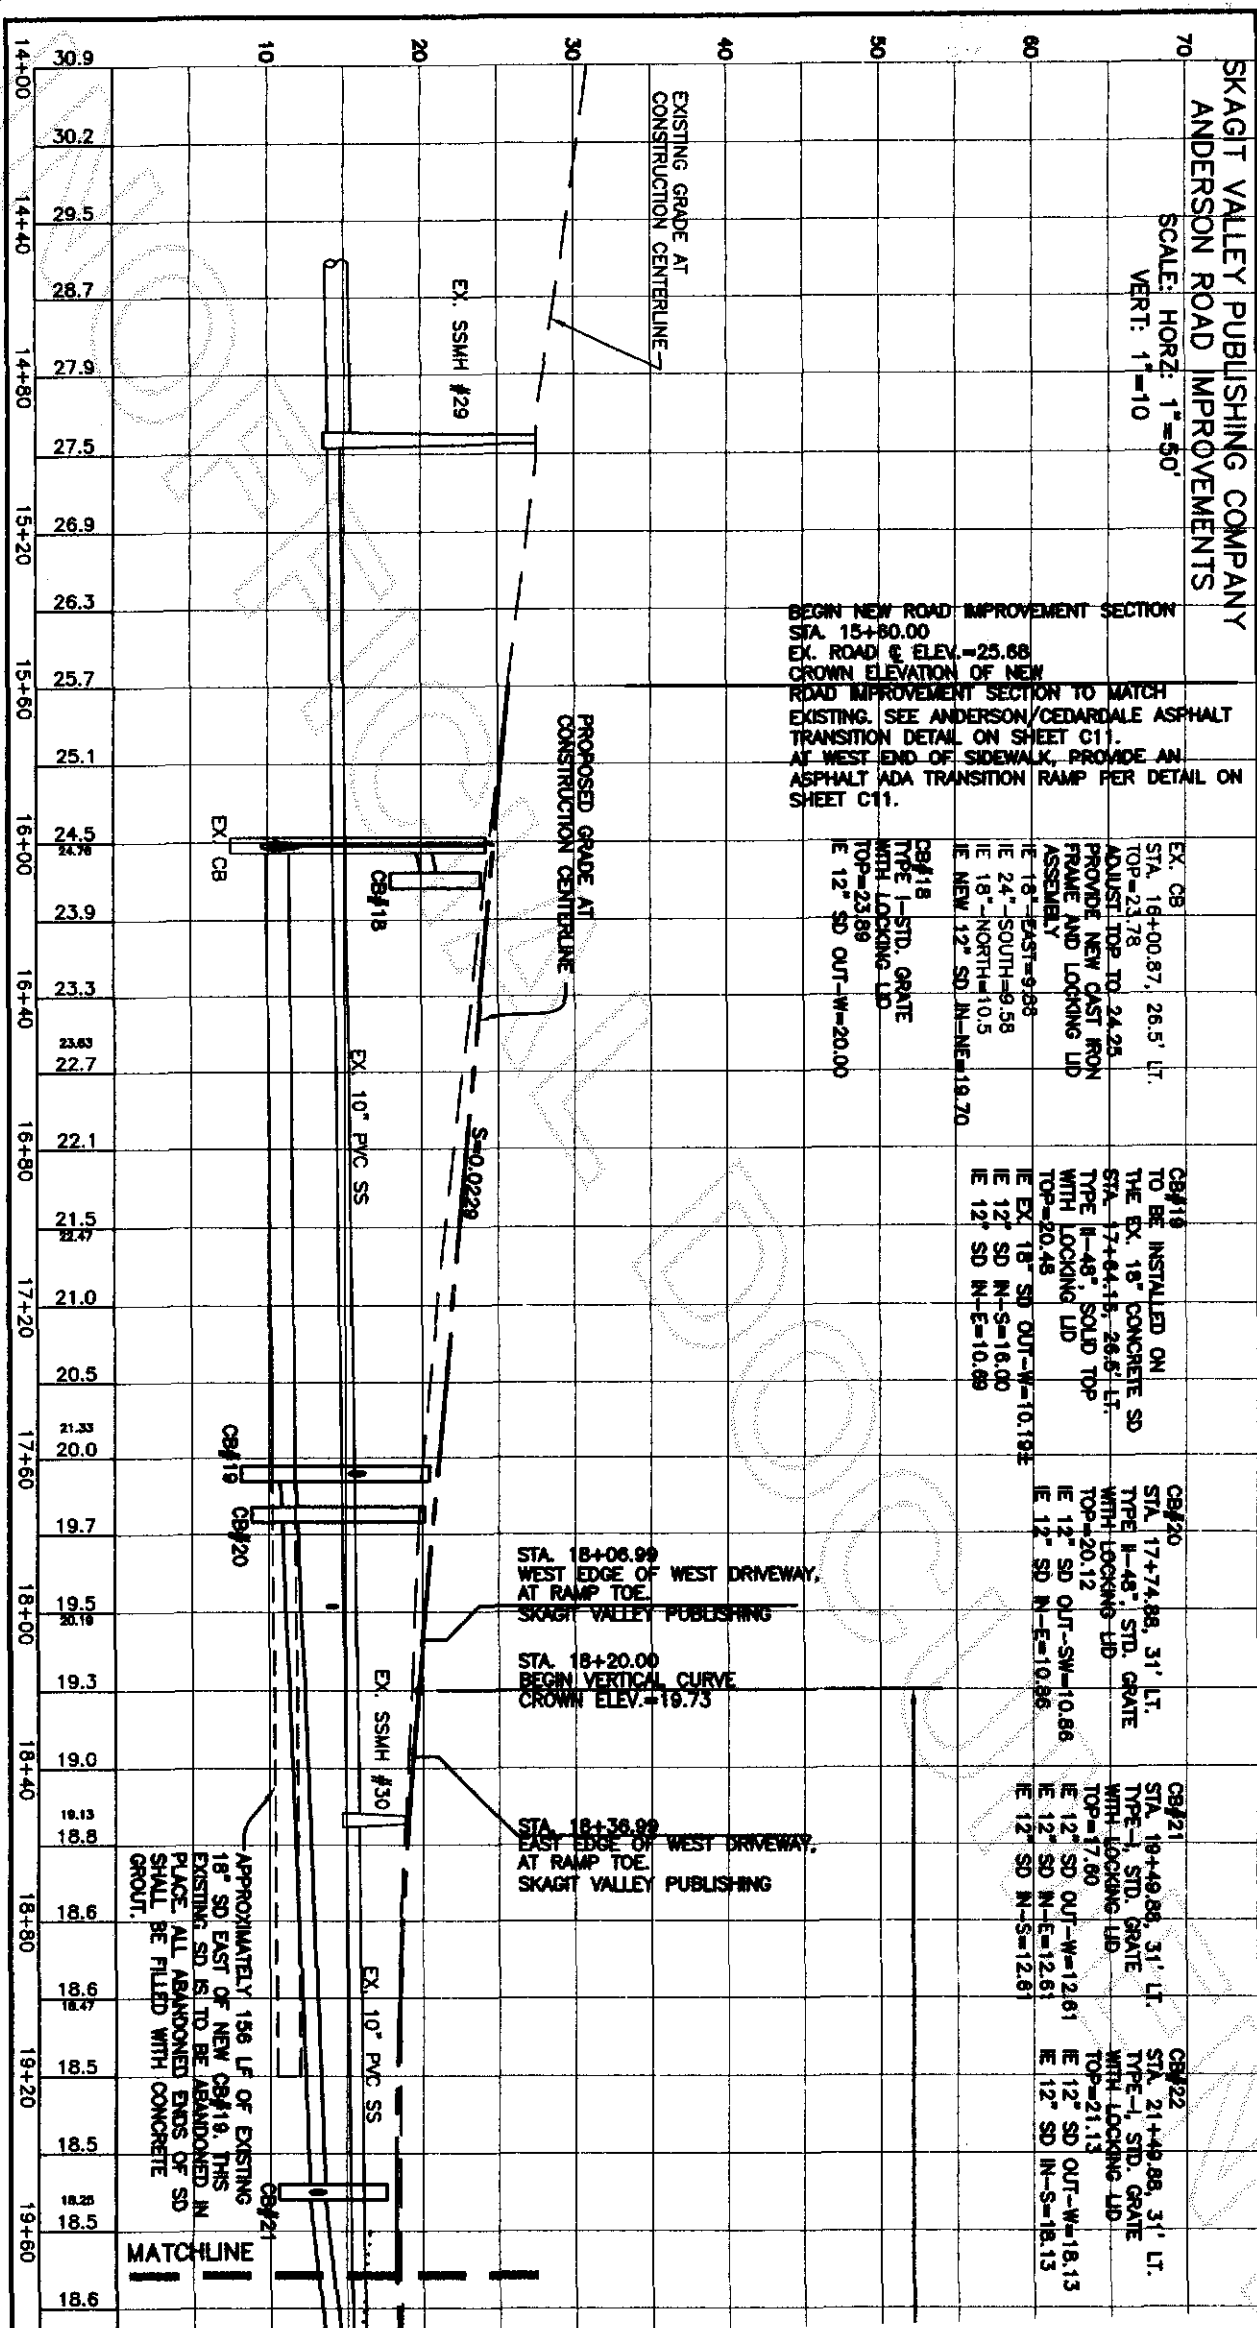 SKAGIT VALLEY PUBLISHING COMPANY
ANDERSON ROAD IMPROVEMENTS
SCALE: HORZ: 1"=50'
VERT: 1"=10
70
60
50
40
30
20
10
EXISTING GRADE AT
CONSTRUCTION CENTERLINE
EX. SSMH #29
BEGIN NEW ROAD IMPROVEMENT SECTION
STA. 15+60.00
EX. ROAD ℄ ELEV.=25.68
CROWN ELEVATION OF NEW
ROAD IMPROVEMENT SECTION TO MATCH
EXISTING. SEE ANDERSON/CEDARDALE ASPHALT
TRANSITION DETAIL ON SHEET C11.
AT WEST END OF SIDEWALK, PROVIDE AN
ASPHALT ADA TRANSITION RAMP PER DETAIL ON
SHEET C11.
PROPOSED GRADE AT
CONSTRUCTION CENTERLINE
EX. CB
STA. 16+00.87, 26.5' LT.
TOP=23.78
ADJUST TOP TO 24.25
PROVIDE NEW CAST IRON
FRAME AND LOCKING LID
ASSEMBLY
IE 18"-EAST=9.68
IE 24"-SOUTH=9.58
IE 18"-NORTH=10.5
IE NEW 12" SD IN-NE=19.70
CB#18
TYPE I-STD. GRATE
WITH LOCKING LID
TOP=23.89
IE 12" SD OUT-W=20.00
CB#19
TO BE INSTALLED ON
THE EX. 18" CONCRETE SD
STA. 17+64.15, 26.5' LT.
TYPE II-48", SOLID TOP
WITH LOCKING LID
TOP=20.48
IE EX. 18" SD OUT-W=10.19±
IE 12" SD IN-S=16.00
IE 12" SD IN-E=10.69
CB#20
STA. 17+74.88, 31' LT.
TYPE II-48", STD. GRATE
WITH LOCKING LID
TOP=20.12
IE 12" SD OUT-SW=10.86
IE 12" SD IN-E=10.86
CB#21
STA. 19+49.88, 31' LT.
TYPE-I, STD. GRATE
WITH LOCKING LID
TOP=17.60
IE 12" SD OUT-W=12.61
IE 12" SD IN-E=12.61
IE 12" SD IN-S=12.61
CB#22
STA. 21+49.88, 31' LT.
TYPE-I, STD. GRATE
WITH LOCKING LID
TOP=21.13
IE 12" SD OUT-W=18.13
IE 12" SD IN-S=18.13
EX. CB
CB#18
EX. 10" PVC SS
S=0.0229
CB#19
CB#20
STA. 18+06.99
WEST EDGE OF WEST DRIVEWAY,
AT RAMP TOE.
SKAGIT VALLEY PUBLISHING
STA. 18+20.00
BEGIN VERTICAL CURVE
CROWN ELEV.=19.73
STA. 18+36.99
EAST EDGE OF WEST DRIVEWAY,
AT RAMP TOE.
SKAGIT VALLEY PUBLISHING
EX. SSMH #30
EX. 10" PVC SS
APPROXIMATELY 156 LF OF EXISTING
18" SD EAST OF NEW CB#19. THIS
EXISTING SD IS TO BE ABANDONED IN
PLACE. ALL ABANDONED ENDS OF SD
SHALL BE FILLED WITH CONCRETE
GROUT.
CB#21
MATCHLINE
30.9
30.2
29.5
28.7
27.9
27.5
26.9
26.3
25.7
25.1
24.5
24.76
23.9
23.3
23.63
22.7
22.1
21.5
22.47
21.0
20.5
21.33
20.0
19.7
19.5
20.19
19.3
19.0
19.13
18.8
18.6
18.6
18.47
18.5
18.5
18.25
18.5
18.6
14+00
14+40
14+80
15+20
15+60
16+00
16+40
16+80
17+20
17+60
18+00
18+40
18+80
19+20
19+60
UNOFFICIAL DOCUMENT